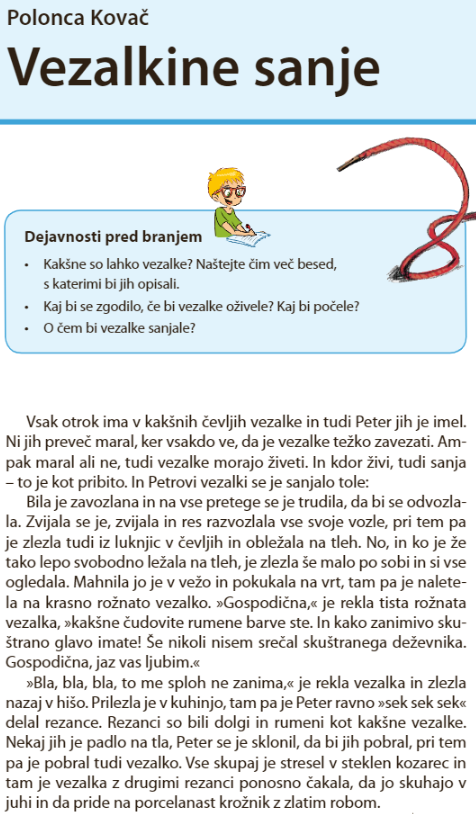 Polonca Kovač
Vezalkine sanje
Dejavnosti pred branjem
• Kakšne so lahko vezalke? Naštejte čim več besed,
s katerimi bi jih opisali.
• Kaj bi se zgodilo, če bi vezalke oživele? Kaj bi počele?
• O čem bi vezalke sanjale?
Vsak otrok ima v kakšnih čevljih vezalke in tudi Peter jih je imel.
Ni jih preveč maral, ker vsakdo ve, da je vezalke težko zavezati. Am-
pak maral ali ne, tudi vezalke morajo živeti. In kdor živi, tudi sanja
– to je kot pribito. In Petrovi vezalki se je sanjalo tole:
Bila je zavozlana in na vse pretege se je trudila, da bi se odvozla-
la. Zvijala se je, zvijala in res razvozlala vse svoje vozle, pri tem pa
je zlezla tudi iz luknjic v čevljih in obležala na tleh. No, in ko je že
tako lepo svobodno ležala na tleh, je zlezla še malo po sobi in si vse
ogledala. Mahnila jo je v vežo in pokukala na vrt, tam pa je nalete-
la na krasno rožnato vezalko. »Gospodična,« je rekla tista rožnata
vezalka, »kakšne čudovite rumene barve ste. In kako zanimivo sku-
štrano glavo imate! Še nikoli nisem srečal skuštranega deževnika.
Gospodična, jaz vas ljubim.«
»Bla, bla, bla, to me sploh ne zanima,« je rekla vezalka in zlezla
nazaj v hišo. Prilezla je v kuhinjo, tam pa je Peter ravno »sek sek sek«
delal rezance. Rezanci so bili dolgi in rumeni kot kakšne vezalke.
Nekaj jih je padlo na tla, Peter se je sklonil, da bi jih pobral, pri tem
pa je pobral tudi vezalko. Vse skupaj je stresel v steklen kozarec in
tam je vezalka z drugimi rezanci ponosno čakala, da jo skuhajo v
juhi in da pride na porcelanast krožnik z zlatim robom.